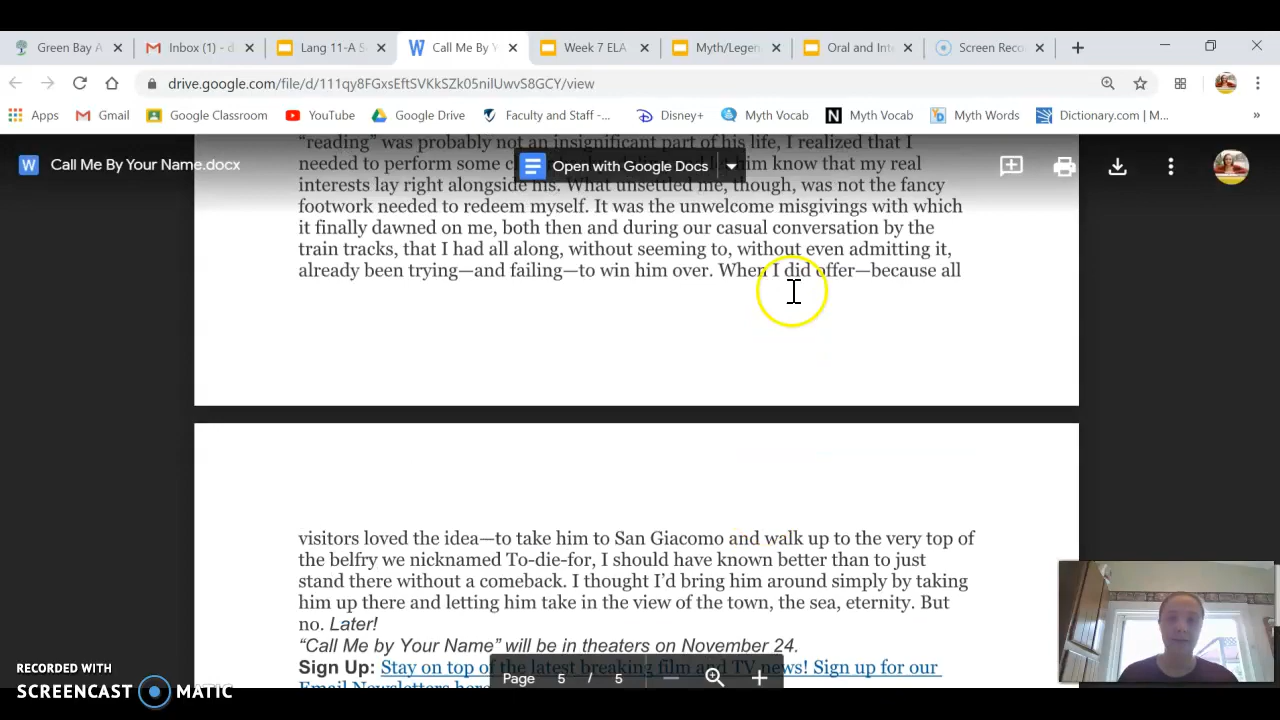 Green Bay A
Inbox (1) - d
Lang 11-A S
Call Me By Y
Week 7 ELA
Myth/Legen
Oral and Int
Screen Reco
drive.google.com/file/d/111qy8FGxsEftSVKkSZk05nilUwvS8GCY/view
Apps
Gmail
Google Classroom
YouTube
Google Drive
Faculty and Staff -...
Disney+
Myth Vocab
Myth Vocab
Myth Words
Dictionary.com | M...
»
Call Me By Your Name.docx
Open with Google Docs
“reading” was probably not an insignificant part of his life, I realized that I
needed to perform some him know that my real
interests lay right alongside his. What unsettled me, though, was not the fancy
footwork needed to redeem myself. It was the unwelcome misgivings with which
it finally dawned on me, both then and during our casual conversation by the
train tracks, that I had all along, without seeming to, without even admitting it,
already been trying—and failing—to win him over. When I did offer—because all
visitors loved the idea—to take him to San Giacomo and walk up to the very top of
the belfry we nicknamed To-die-for, I should have known better than to just
stand there without a comeback. I thought I’d bring him around simply by taking
him up there and letting him take in the view of the town, the sea, eternity. But
no. Later!
“Call Me by Your Name” will be in theaters on November 24.
Sign Up: Stay on top of the latest breaking film and TV news! Sign up for our
Email Newsletters here
Page 5 / 5
RECORDED WITH
SCREENCAST MATIC